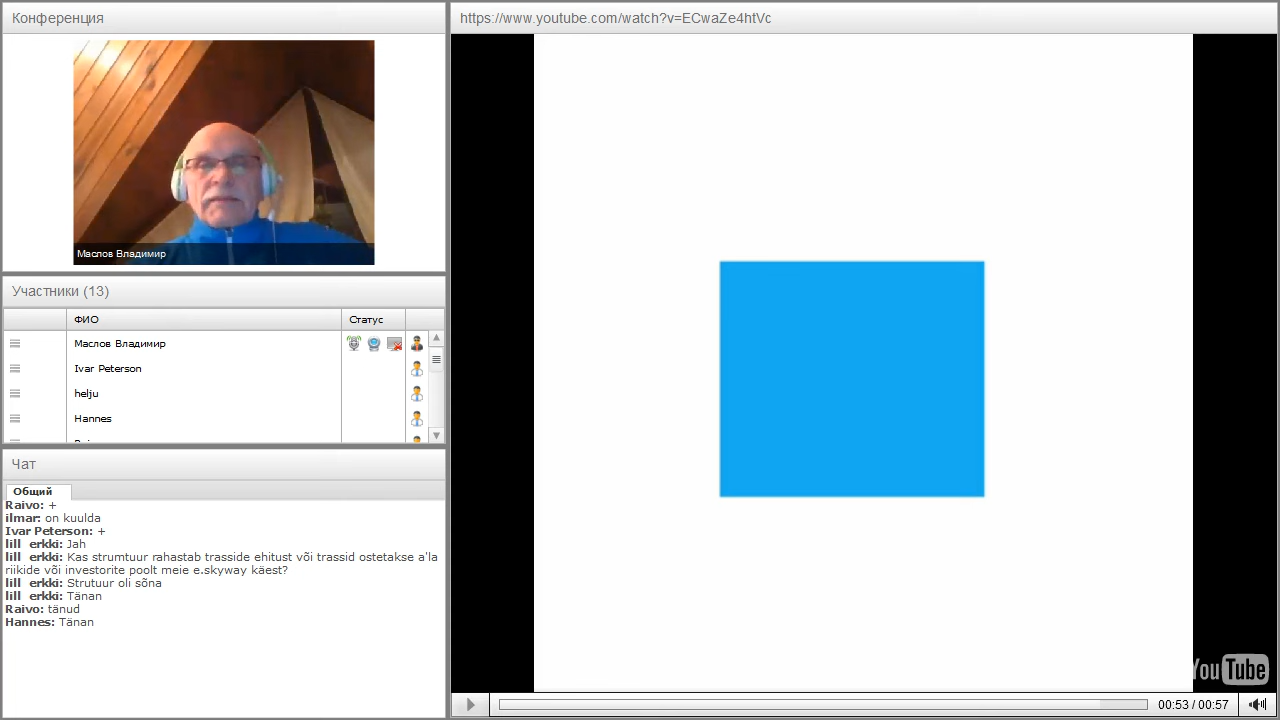 Конференция
https://www.youtube.com/watch?v=ECwaZe4htVc
Маслов Владимир
Участники (13)
ФИО Статус
Маслов Владимир
Ivar Peterson
helju
Hannes
Чат
Общий
Raivo: +
ilmar: on kuulda
Ivar Peterson: +
lill erkki: Jah
lill erkki: Kas strumtuur rahastab trasside ehitust või trassid ostetakse a'la
riikide või investorite poolt meie e.skyway käest?
lill erkki: Strutuur oli sõna
lill erkki: Tänan
Raivo: tänud
Hannes: Tänan
YouTube
00:53 / 00:57